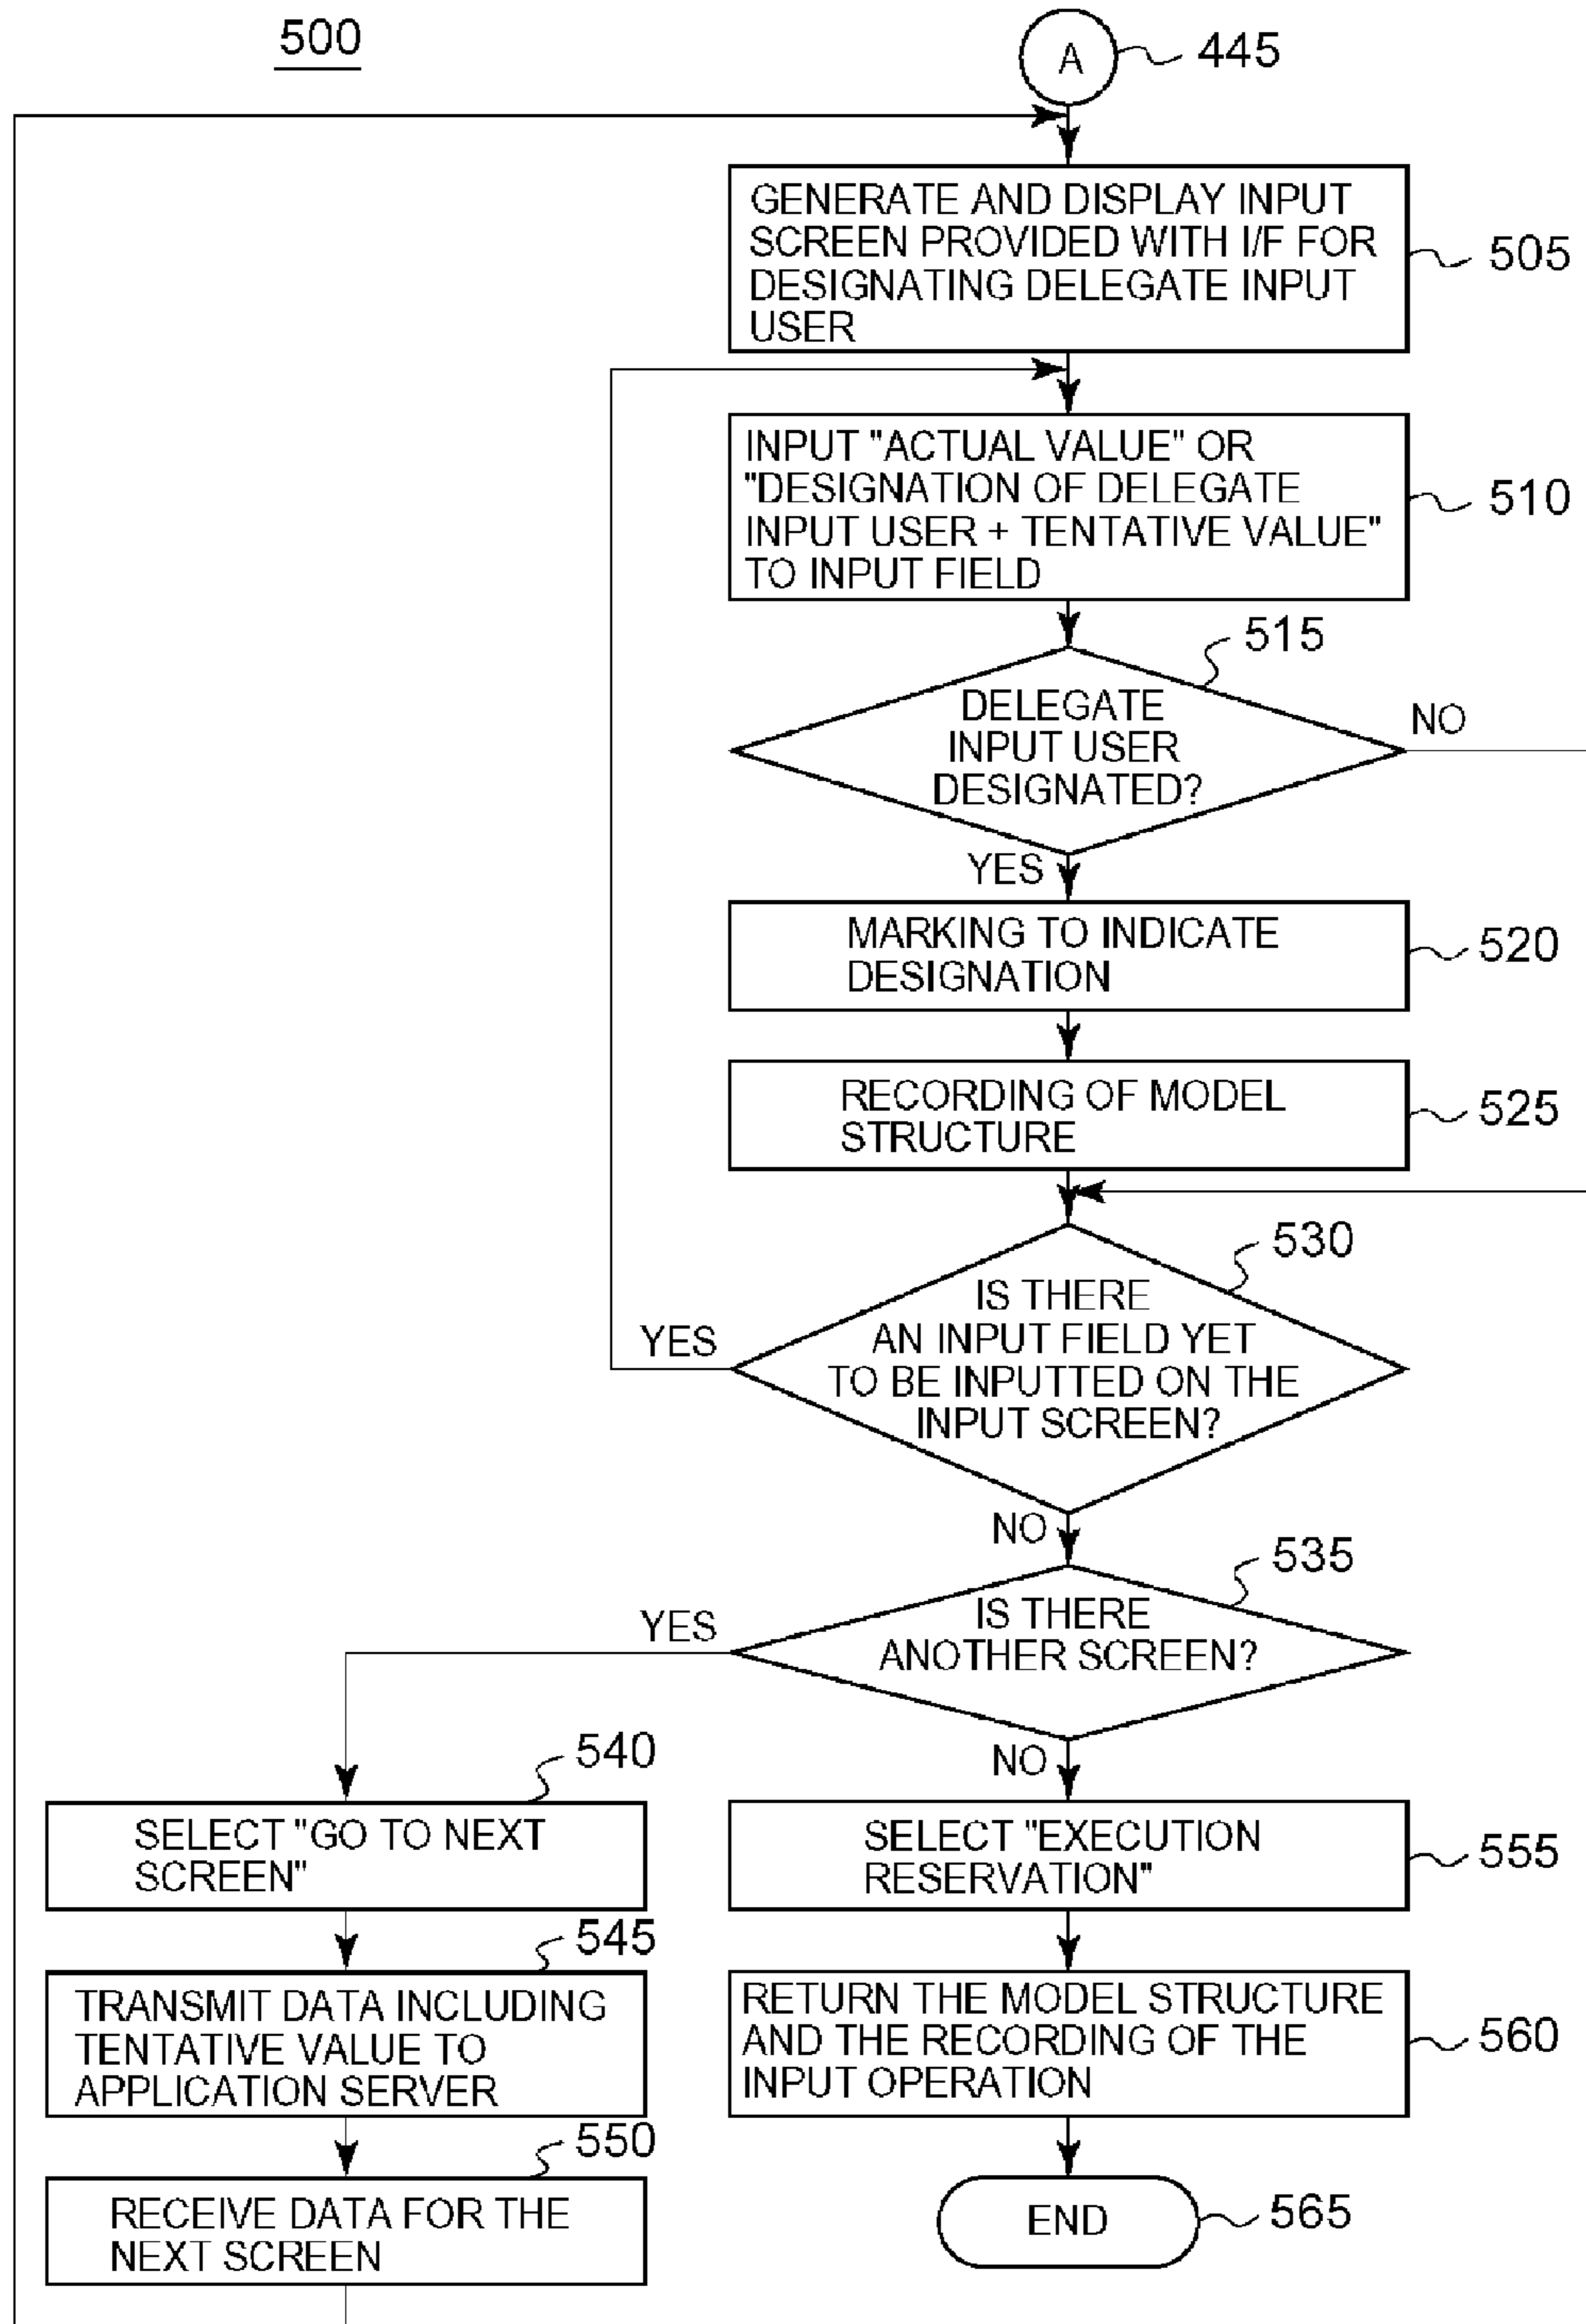 500
A
445
GENERATE AND DISPLAY INPUT
SCREEN PROVIDED WITH I/F FOR
DESIGNATING DELEGATE INPUT
USER
505
INPUT "ACTUAL VALUE" OR
"DESIGNATION OF DELEGATE
INPUT USER + TENTATIVE VALUE"
TO INPUT FIELD
510
515
DELEGATE
INPUT USER
DESIGNATED?
NO
YES
MARKING TO INDICATE
DESIGNATION
520
RECORDING OF MODEL
STRUCTURE
525
530
IS THERE
AN INPUT FIELD YET
TO BE INPUTTED ON THE
INPUT SCREEN?
YES
NO
535
IS THERE
ANOTHER SCREEN?
YES
NO
540
SELECT "GO TO NEXT
SCREEN"
545
TRANSMIT DATA INCLUDING
TENTATIVE VALUE TO
APPLICATION SERVER
550
RECEIVE DATA FOR THE
NEXT SCREEN
SELECT "EXECUTION
RESERVATION"
555
RETURN THE MODEL STRUCTURE
AND THE RECORDING OF THE
INPUT OPERATION
560
END
565